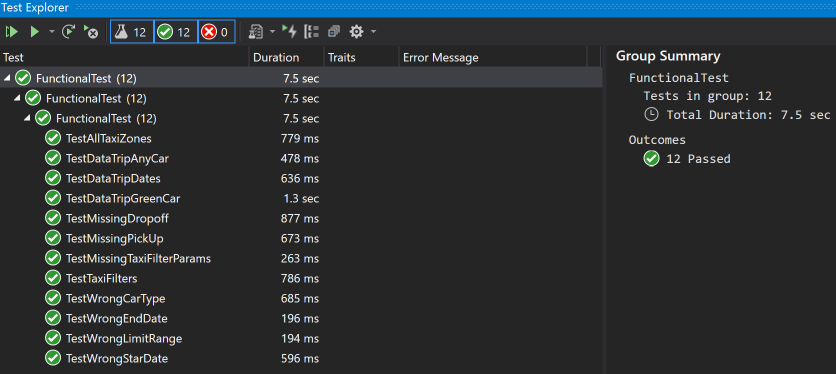 Test Explorer
12 12 0
Test Duration Traits Error Message
FunctionalTest (12) 7.5 sec
FunctionalTest (12) 7.5 sec
FunctionalTest (12) 7.5 sec
TestAllTaxiZones 779 ms
TestDataTripAnyCar 478 ms
TestDataTripDates 636 ms
TestDataTripGreenCar 1.3 sec
TestMissingDropoff 877 ms
TestMissingPickUp 673 ms
TestMissingTaxiFilterParams 263 ms
TestTaxiFilters 786 ms
TestWrongCarType 685 ms
TestWrongEndDate 196 ms
TestWrongLimitRange 194 ms
TestWrongStarDate 596 ms
Group Summary
FunctionalTest
Tests in group: 12
Total Duration: 7.5 sec
Outcomes
12 Passed